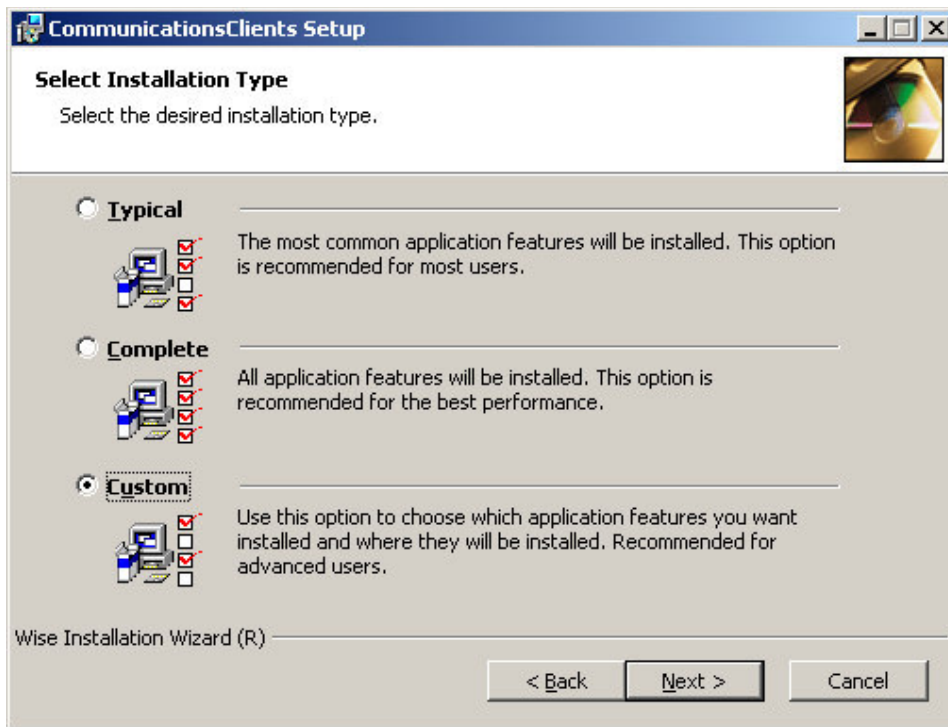 CommunicationsClients Setup
Select Installation Type
Select the desired installation type.
Typical
The most common application features will be installed. This option
is recommended for most users.
Complete
All application features will be installed. This option is
recommended for the best performance.
Custom
Use this option to choose which application features you want
installed and where they will be installed. Recommended for
advanced users.
Wise Installation Wizard (R)
< Back
Next >
Cancel